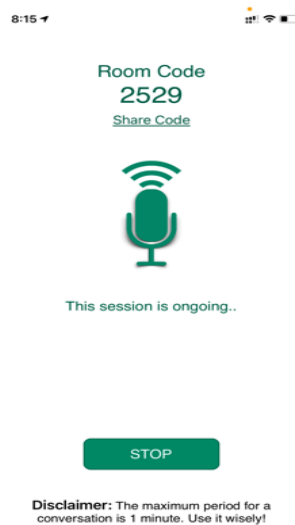 8:15
Room Code
2529
Share Code
This session is ongoing..
STOP
Disclaimer: The maximum period for a
conversation is 1 minute. Use it wisely!